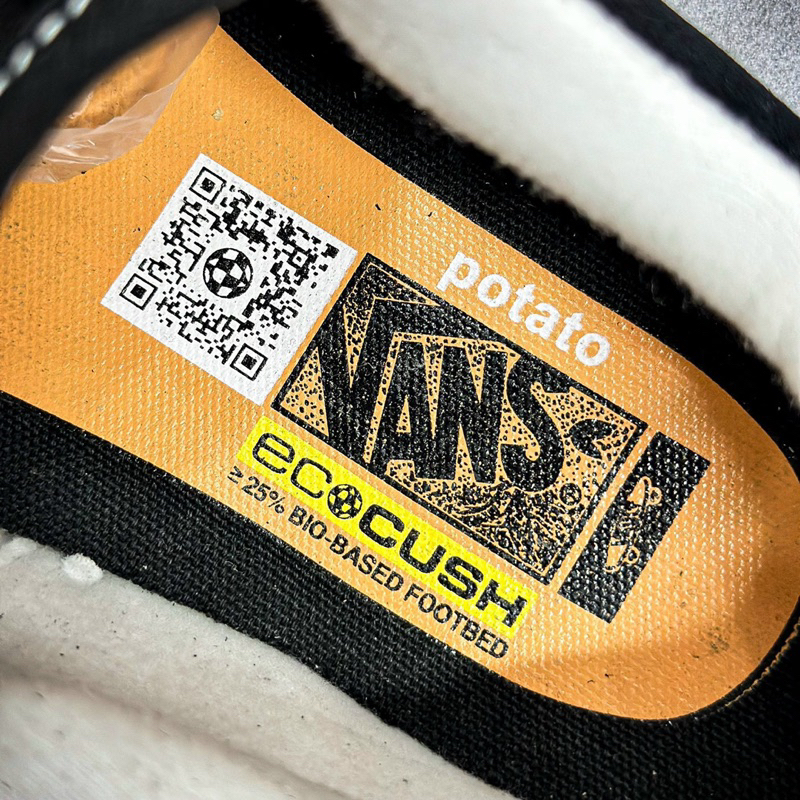 potato
VANS®
ecoCUSH
≥ 25% BIO-BASED FOOTBED